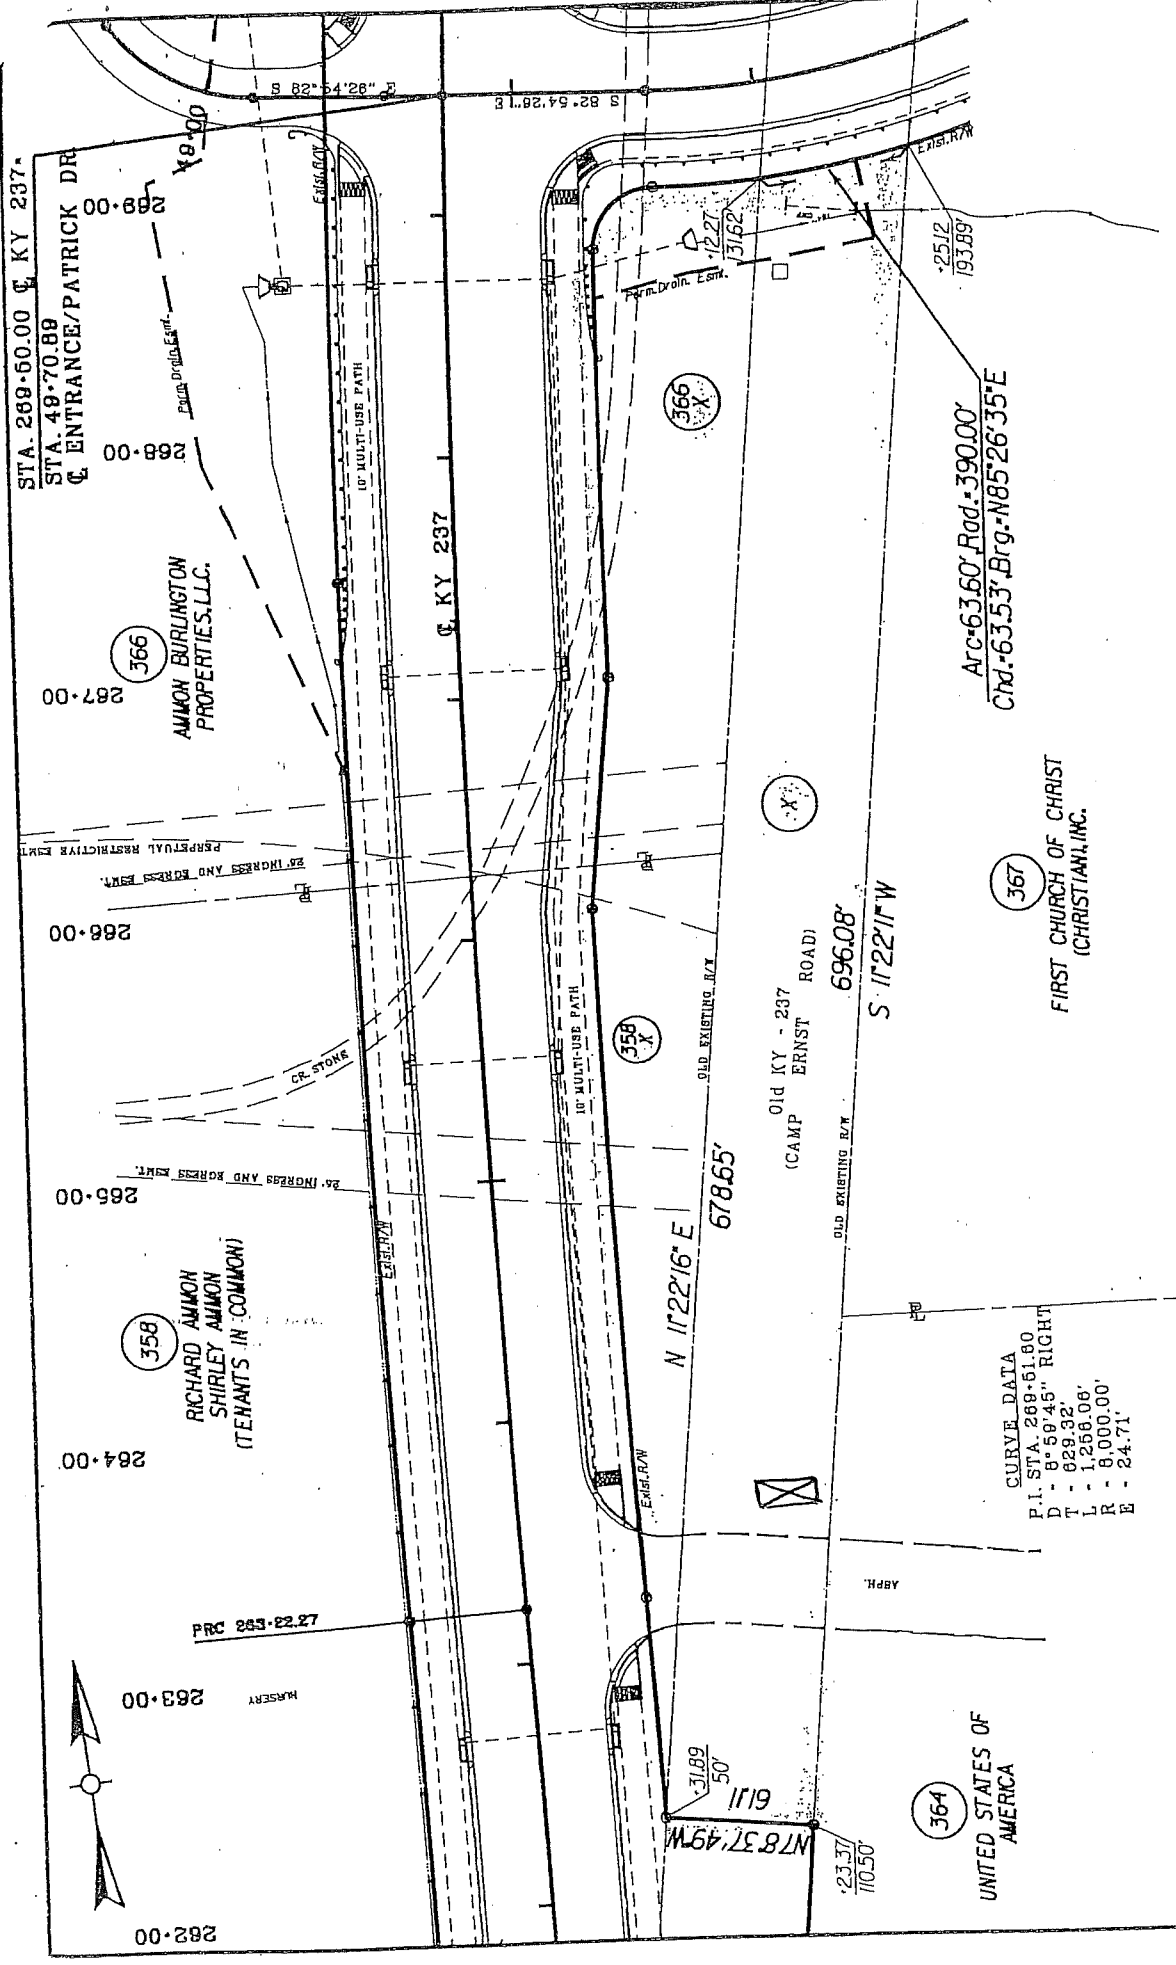 STA. 269+60.00 ℄ KY 237=
STA. 49+70.89
℄ ENTRANCE/PATRICK DR
S 82°54'26" E
S 82°54'26" E
49+00
269+00
268+00
267+00
266+00
265+00
264+00
263+00
262+00
Exist. R/W
Exist. R/W
Perm. Drain. Esmt.
Perm. Drain. Esmt.
+12.27
131.62'
+25.12
193.89'
10' MULTI-USE PATH
℄ KY 237
366
AMMON BURLINGTON
PROPERTIES, LLC.
366
X
Arc=63.60' Rad.=390.00'
Chd.=63.53' Brg.=N85°26'35"E
PERPETUAL RESTRICTIVE ESMT.
25' INGRESS AND EGRESS ESMT.
X
367
FIRST CHURCH OF CHRIST
(CHRISTIAN), INC.
OLD EXISTING R/W
Old KY - 237
(CAMP ERNST ROAD)
696.08'
S 11°22'11"W
CR. STONE
10' MULTI-USE PATH
358
X
25' INGRESS AND EGRESS ESMT.
N 11°22'16" E
678.65'
OLD EXISTING R/W
Exist. R/W
358
RICHARD AMMON
SHIRLEY AMMON
(TENANTS IN COMMON)
Exist. R/W
CURVE DATA
P.I. STA. 269+51.60
D - 8°59'45" RIGHT
T - 629.32'
L - 1,256.06'
R - 8,000.00'
E - 24.71'
ASPH.
PRC 263+22.27
NURSERY
+31.89
50'
61.11
N78°37'49"W
+23.37
110.50'
364
UNITED STATES OF
AMERICA